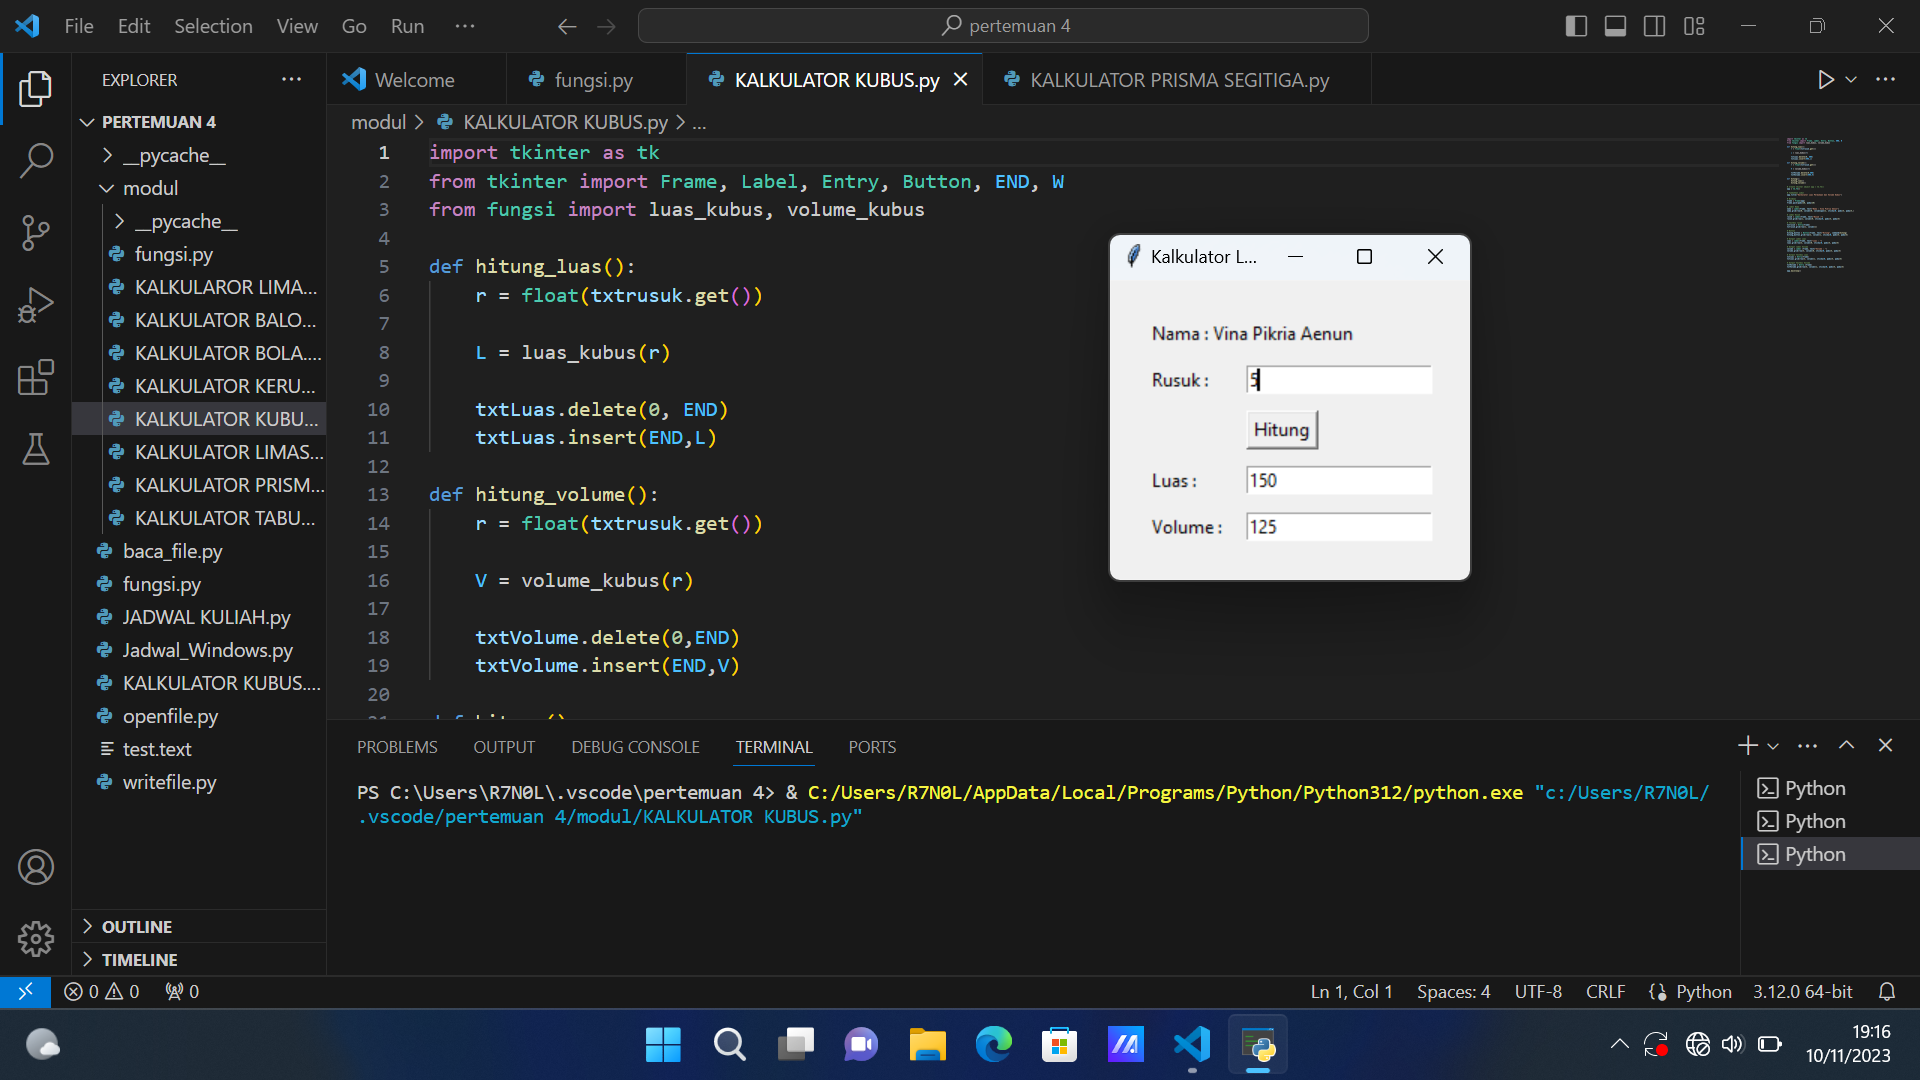 File Edit Selection View Go Run ...
pertemuan 4
EXPLORER
PERTEMUAN 4
__pycache__
modul
__pycache__
fungsi.py
KALKULAROR LIMA...
KALKULATOR BALO...
KALKULATOR BOLA....
KALKULATOR KERU...
KALKULATOR KUBU...
KALKULATOR LIMAS...
KALKULATOR PRISM...
KALKULATOR TABU...
baca_file.py
fungsi.py
JADWAL KULIAH.py
Jadwal_Windows.py
KALKULATOR KUBUS....
openfile.py
test.text
writefile.py
OUTLINE
TIMELINE
Welcome fungsi.py KALKULATOR KUBUS.py KALKULATOR PRISMA SEGITIGA.py
modul > KALKULATOR KUBUS.py > ...
1 import tkinter as tk
2 from tkinter import Frame, Label, Entry, Button, END, W
3 from fungsi import luas_kubus, volume_kubus
4
5 def hitung_luas():
6 r = float(txtrusuk.get())
7
8 L = luas_kubus(r)
9
10 txtLuas.delete(0, END)
11 txtLuas.insert(END,L)
12
13 def hitung_volume():
14 r = float(txtrusuk.get())
15
16 V = volume_kubus(r)
17
18 txtVolume.delete(0,END)
19 txtVolume.insert(END,V)
20
Kalkulator L...
Nama : Vina Pikria Aenun
Rusuk : 5
Hitung
Luas : 150
Volume : 125
PROBLEMS OUTPUT DEBUG CONSOLE TERMINAL PORTS
PS C:\Users\R7N0L\.vscode\pertemuan 4> & C:/Users/R7N0L/AppData/Local/Programs/Python/Python312/python.exe "c:/Users/R7N0L/
.vscode/pertemuan 4/modul/KALKULATOR KUBUS.py"
Python
Python
Python
0 0 0
Ln 1, Col 1 Spaces: 4 UTF-8 CRLF Python 3.12.0 64-bit
19:16
10/11/2023